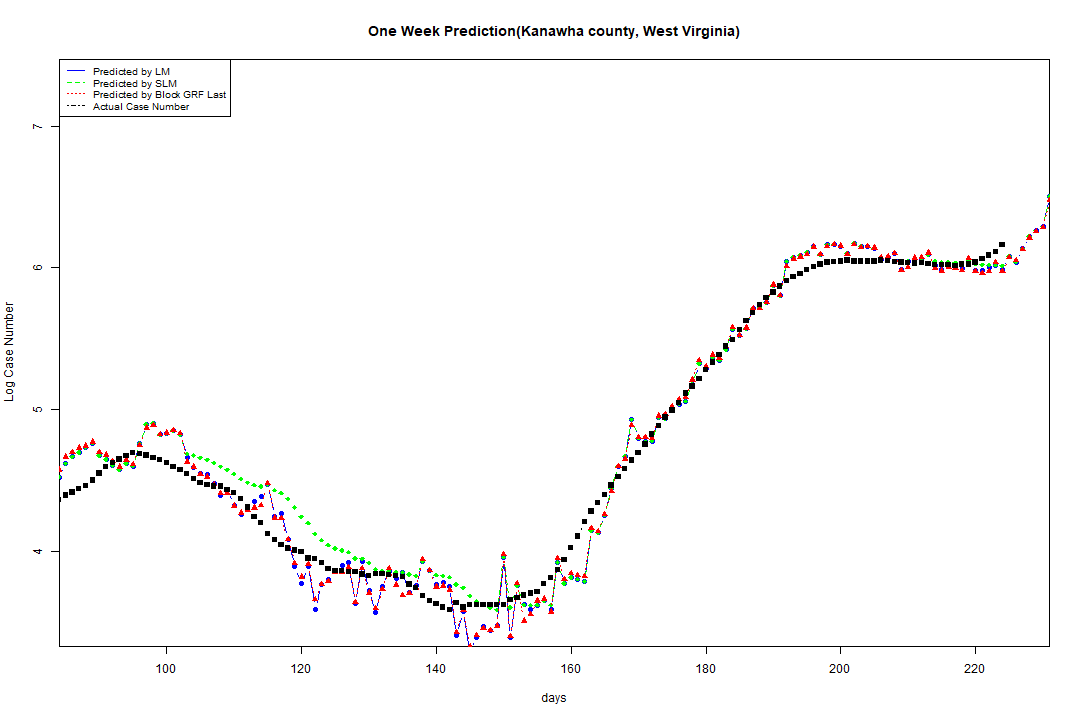 One Week Prediction(Kanawha county, West Virginia)
Predicted by LM
Predicted by SLM
Predicted by Block GRF Last
Actual Case Number
7
6
5
4
Log Case Number
100 120 140 160 180 200 220
days